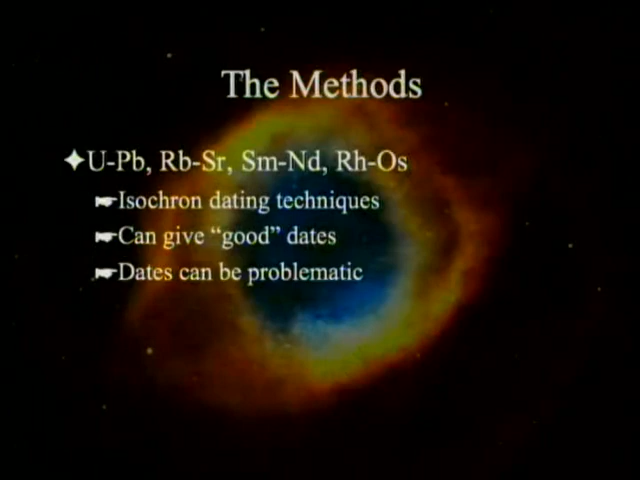 The Methods
U-Pb, Rb-Sr, Sm-Nd, Rh-Os
Isochron dating techniques
Can give “good” dates
Dates can be problematic